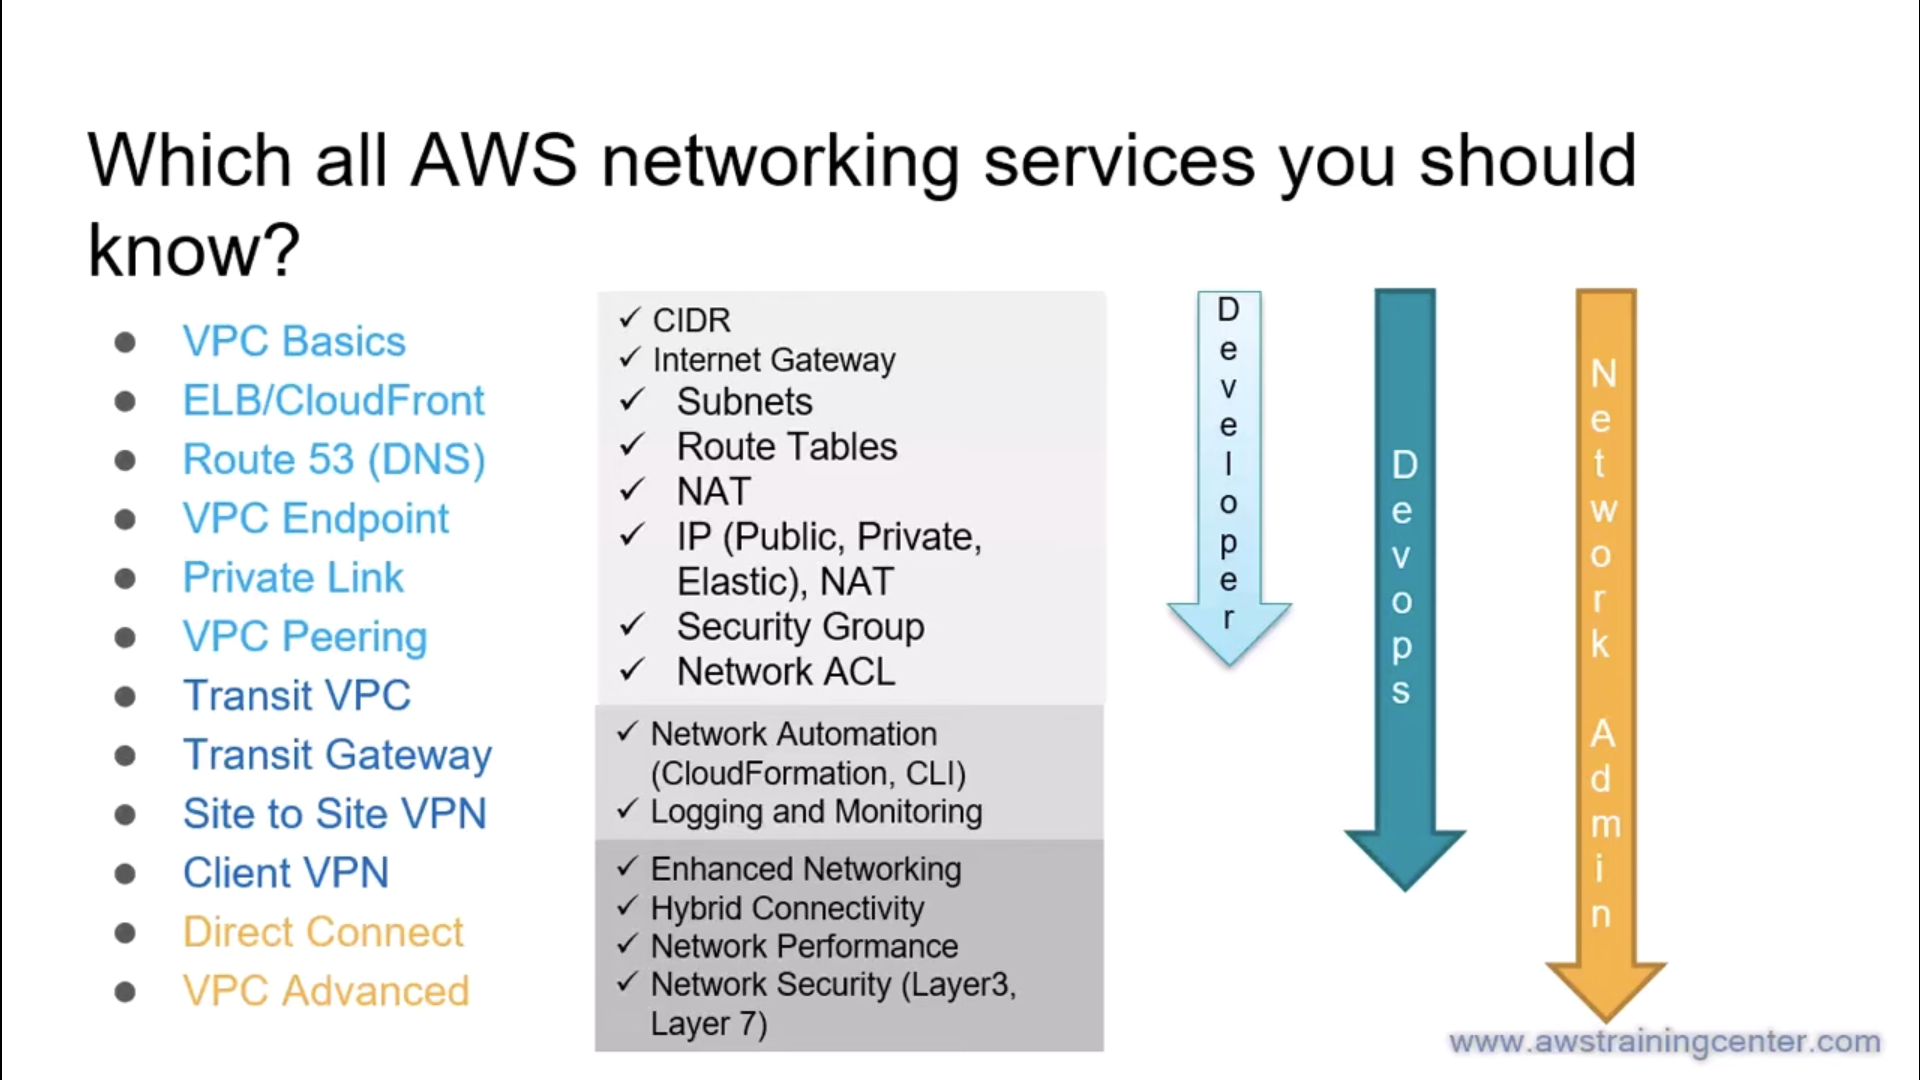 Which all AWS networking services you should
know?
VPC Basics
ELB/CloudFront
Route 53 (DNS)
VPC Endpoint
Private Link
VPC Peering
Transit VPC
Transit Gateway
Site to Site VPN
Client VPN
Direct Connect
VPC Advanced
CIDR
Internet Gateway
Subnets
Route Tables
NAT
IP (Public, Private,
Elastic), NAT
Security Group
Network ACL
Network Automation
(CloudFormation, CLI)
Logging and Monitoring
Enhanced Networking
Hybrid Connectivity
Network Performance
Network Security (Layer3,
Layer 7)
Developer
Devops
Network Admin
www.awstrainingcenter.com